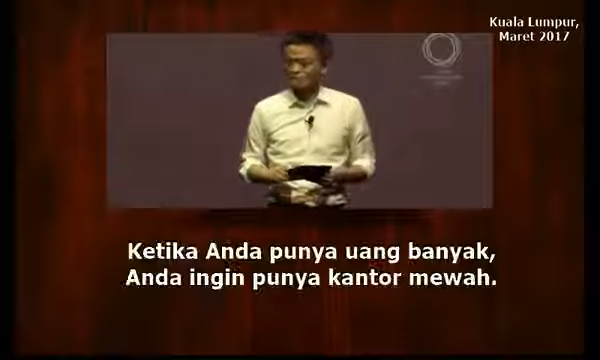 Kuala Lumpur,
Maret 2017
Ketika Anda punya uang banyak,
Anda ingin punya kantor mewah.